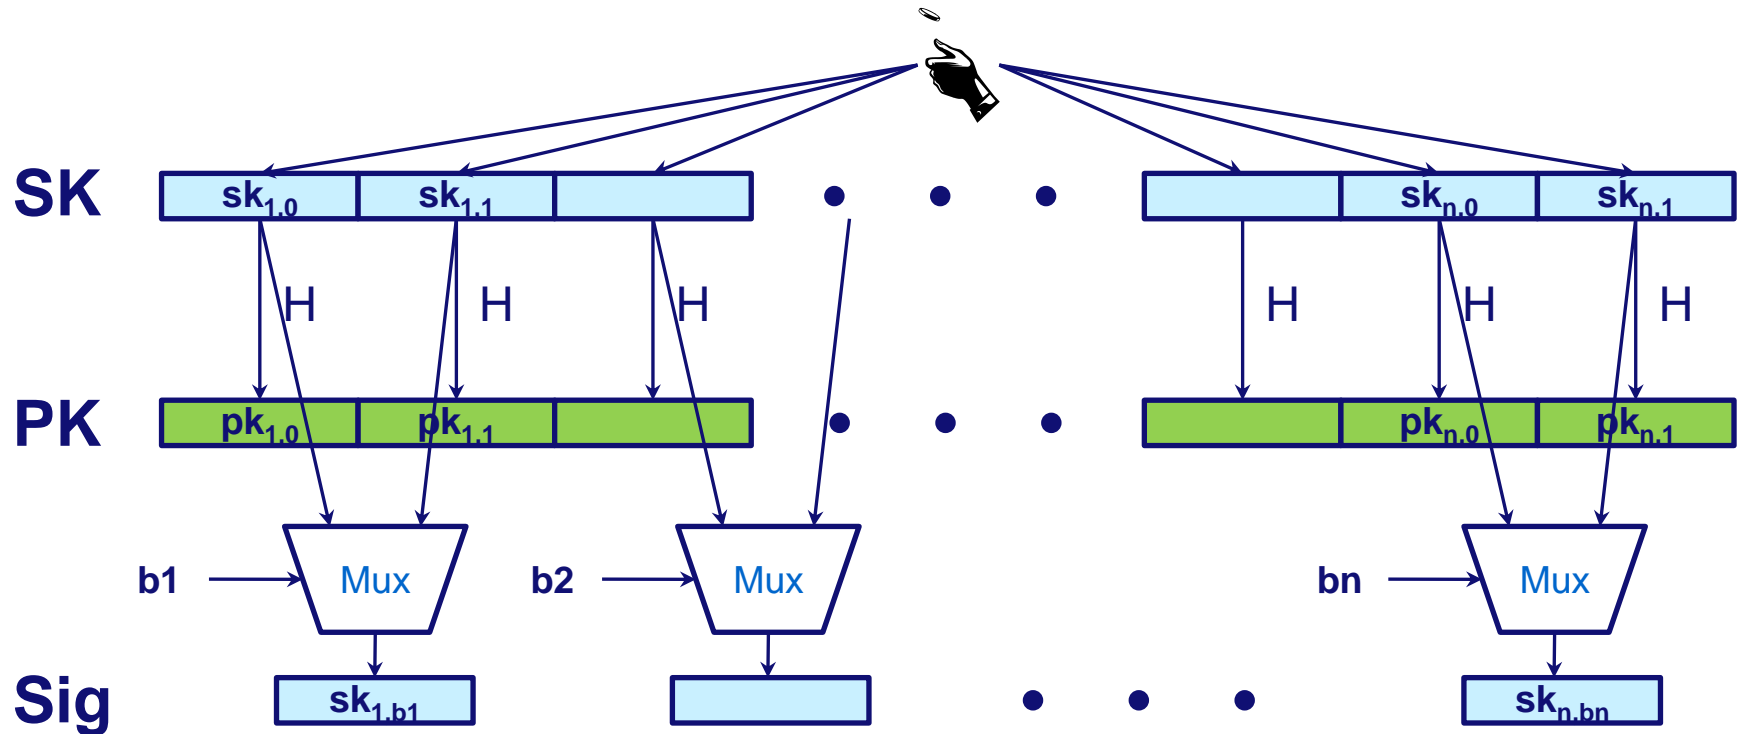 SK sk1,0 sk1,1 skn,0 skn,1
H H H H H H
PK pk1,0 pk1,1 pkn,0 pkn,1
b1 Mux b2 Mux bn Mux
Sig sk1,b1 skn,bn